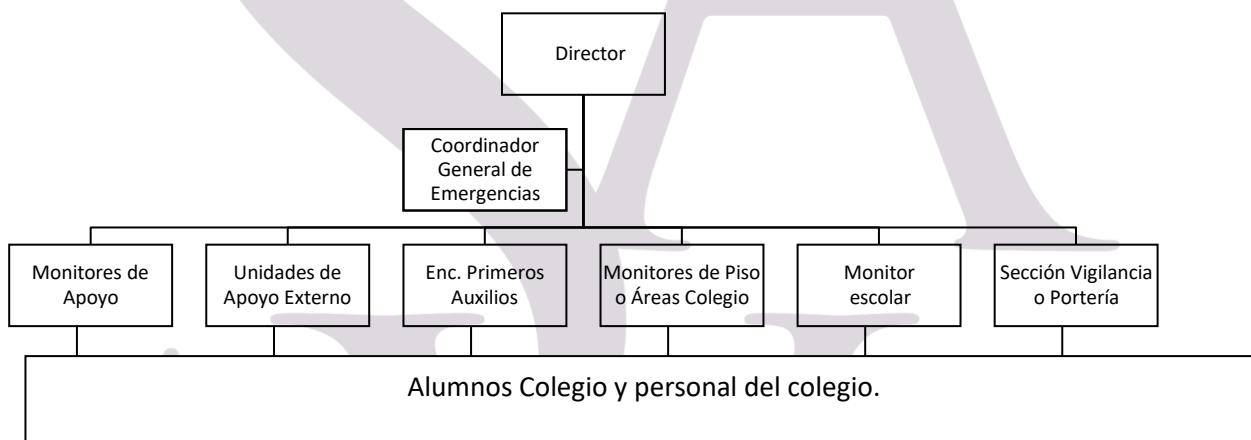 Director
Coordinador
General de
Emergencias
Monitores de
Apoyo
Unidades de
Apoyo Externo
Enc. Primeros
Auxilios
Monitores de Piso
o Áreas Colegio
Monitor
escolar
Sección Vigilancia
o Portería
Alumnos Colegio y personal del colegio.